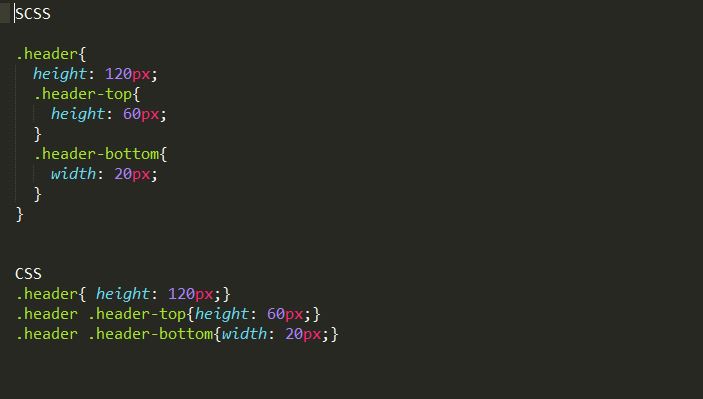 SCSS
.header{
height: 120px;
.header-top{
height: 60px;
}
.header-bottom{
width: 20px;
}
}
CSS
.header{ height: 120px;}
.header .header-top{height: 60px;}
.header .header-bottom{width: 20px;}